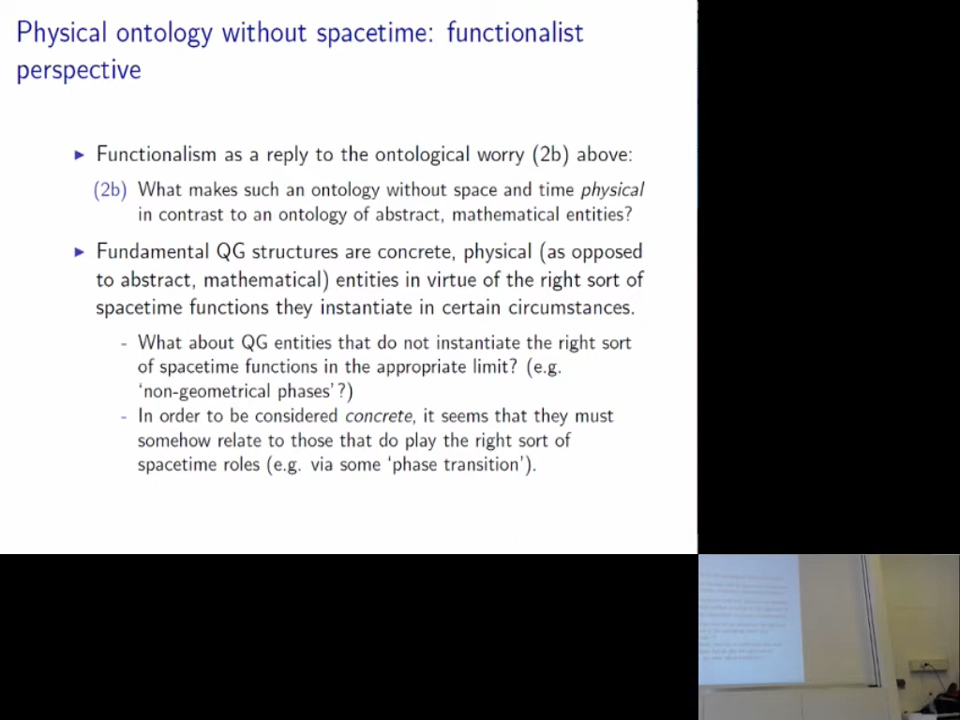 Physical ontology without spacetime: functionalist
perspective
▶ Functionalism as a reply to the ontological worry (2b) above:
(2b) What makes such an ontology without space and time physical
in contrast to an ontology of abstract, mathematical entities?
▶ Fundamental QG structures are concrete, physical (as opposed
to abstract, mathematical) entities in virtue of the right sort of
spacetime functions they instantiate in certain circumstances.
- What about QG entities that do not instantiate the right sort
of spacetime functions in the appropriate limit? (e.g.
‘non-geometrical phases’?)
- In order to be considered concrete, it seems that they must
somehow relate to those that do play the right sort of
spacetime roles (e.g. via some ‘phase transition’).